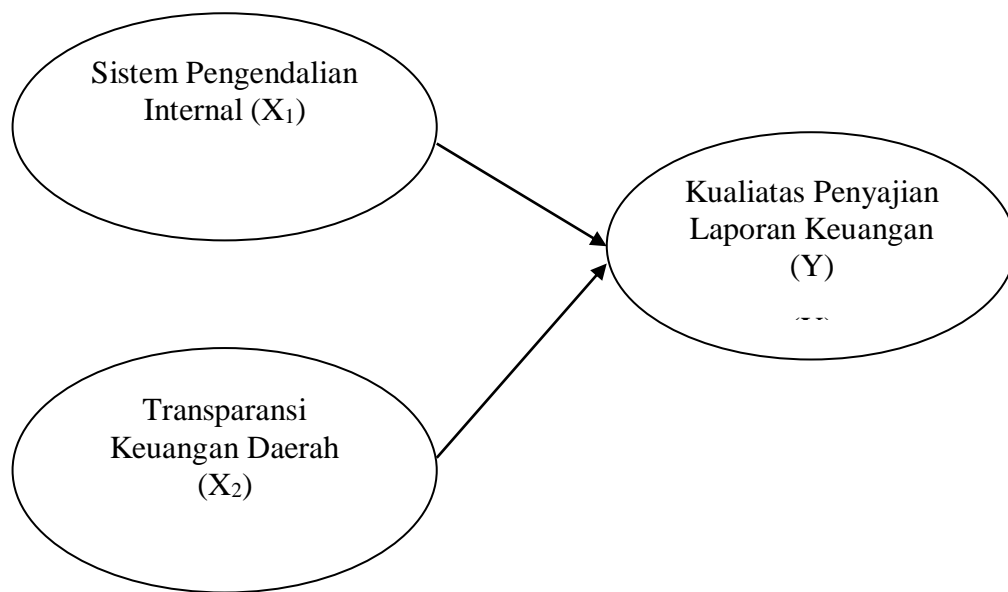 Sistem Pengendalian
Internal (X₁)
Kualiatas Penyajian
Laporan Keuangan
(Y)
Transparansi
Keuangan Daerah
(X₂)